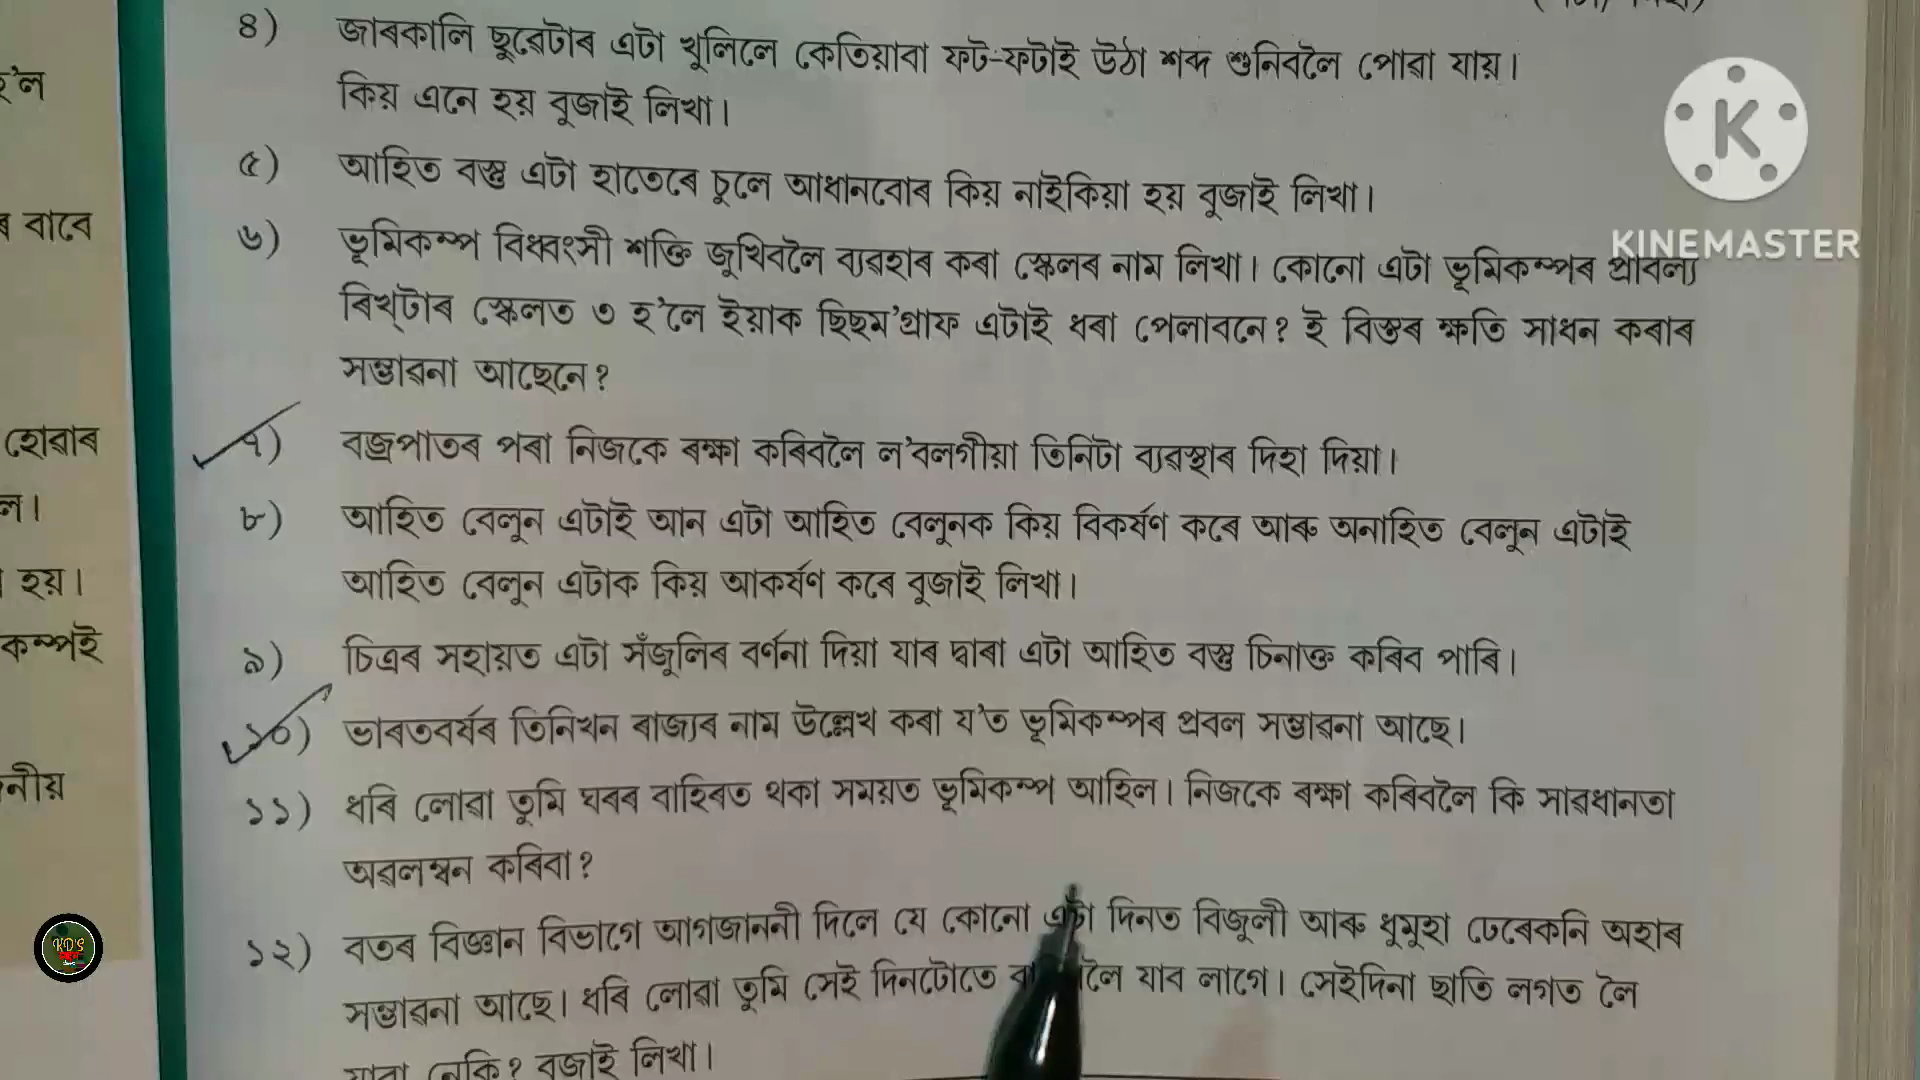 ৪) জাৰকালি ছুৱেটাৰ এটা খুলিলে কেতিয়াবা ফট-ফটাই উঠা শব্দ শুনিবলৈ পোৱা যায়।
কিয় এনে হয় বুজাই লিখা।
হ'ল
৫) আহিত বস্তু এটা হাতেৰে চুলে আধানবোৰ কিয় নাইকিয়া হয় বুজাই লিখা।
ৰ বাবে
৬) ভূমিকম্প বিধ্বংসী শক্তি জুখিবলৈ ব্যৱহাৰ কৰা স্কেলৰ নাম লিখা। কোনো এটা ভূমিকম্পৰ প্ৰাবল্য
ৰিখ্টাৰ স্কেলত ৩ হ'লে ইয়াক ছিছম'গ্ৰাফ এটাই ধৰা পেলাবনে? ই বিস্তৰ ক্ষতি সাধন কৰাৰ
সম্ভাৱনা আছেনে?
হোৱাৰ
৭) বজ্ৰপাতৰ পৰা নিজকে ৰক্ষা কৰিবলৈ ল'বলগীয়া তিনিটা ব্যৱস্থাৰ দিহা দিয়া।
ল।
৮) আহিত বেলুন এটাই আন এটা আহিত বেলুনক কিয় বিকৰ্ষণ কৰে আৰু অনাহিত বেলুন এটাই
আহিত বেলুন এটাক কিয় আকৰ্ষণ কৰে বুজাই লিখা।
হয়।
কম্পই
৯) চিত্ৰৰ সহায়ত এটা সঁজুলিৰ বৰ্ণনা দিয়া যাৰ দ্বাৰা এটা আহিত বস্তু চিনাক্ত কৰিব পাৰি।
১০) ভাৰতবৰ্ষৰ তিনিখন ৰাজ্যৰ নাম উল্লেখ কৰা য'ত ভূমিকম্পৰ প্ৰবল সম্ভাৱনা আছে।
নীয়
১১) ধৰি লোৱা তুমি ঘৰৰ বাহিৰত থকা সময়ত ভূমিকম্প আহিল। নিজকে ৰক্ষা কৰিবলৈ কি সাৱধানতা
অৱলম্বন কৰিবা?
১২) বতৰ বিজ্ঞান বিভাগে আগজাননী দিলে যে কোনো এটা দিনত বিজুলী আৰু ধুমুহা ঢেৰেকনি অহাৰ
সম্ভাৱনা আছে। ধৰি লোৱা তুমি সেই দিনটোতে যাব লাগে। সেইদিনা ছাতি লগত লৈ
যাবা নেকি? বুজাই লিখা।
K
KINEMASTER
KD'S